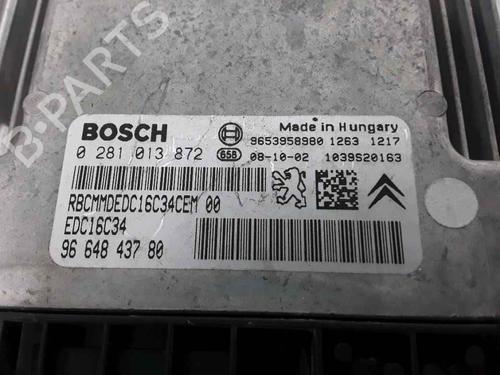 B-Parts
BOSCH
Made in Hungary
9653958980 1263 1217
0 281 013 872 658 08-10-02 1039S20163
RBCMMDEDC16C34CEM 00
EDC16C34
96 648 437 80